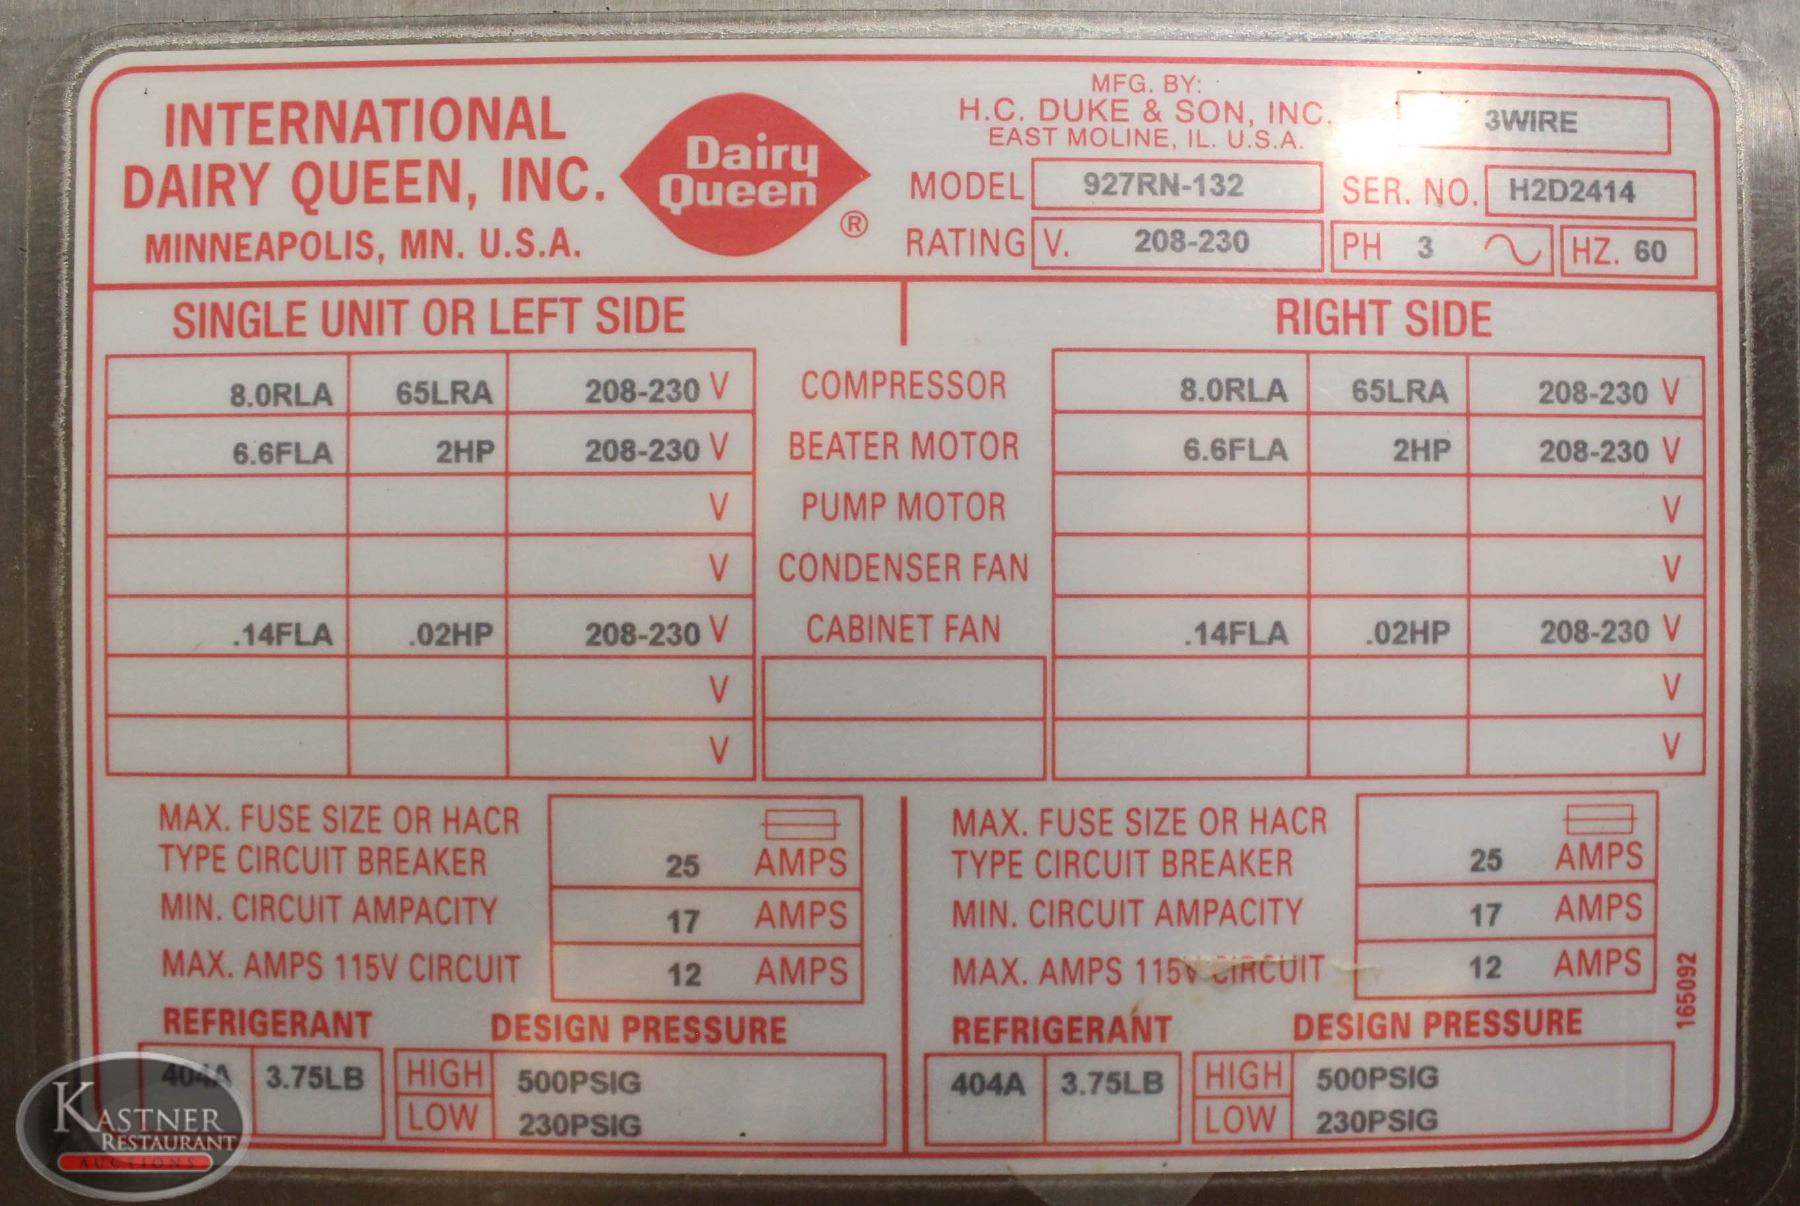 INTERNATIONAL
DAIRY QUEEN, INC.
MINNEAPOLIS, MN. U.S.A.
Dairy
Queen
®
MFG. BY:
H.C. DUKE & SON, INC.
EAST MOLINE, IL. U.S.A.
3WIRE
MODEL 927RN-132 SER. NO. H2D2414
RATING V. 208-230 PH 3 HZ. 60
SINGLE UNIT OR LEFT SIDE RIGHT SIDE
8.0RLA 65LRA 208-230 V COMPRESSOR 8.0RLA 65LRA 208-230 V
6.6FLA 2HP 208-230 V BEATER MOTOR 6.6FLA 2HP 208-230 V
V PUMP MOTOR V
V CONDENSER FAN V
.14FLA .02HP 208-230 V CABINET FAN .14FLA .02HP 208-230 V
V V
V V
MAX. FUSE SIZE OR HACR
TYPE CIRCUIT BREAKER 25 AMPS
MIN. CIRCUIT AMPACITY 17 AMPS
MAX. AMPS 115V CIRCUIT 12 AMPS
REFRIGERANT DESIGN PRESSURE
404A 3.75LB HIGH 500PSIG
LOW 230PSIG
MAX. FUSE SIZE OR HACR
TYPE CIRCUIT BREAKER 25 AMPS
MIN. CIRCUIT AMPACITY 17 AMPS
MAX. AMPS 115V CIRCUIT 12 AMPS
REFRIGERANT DESIGN PRESSURE
404A 3.75LB HIGH 500PSIG
LOW 230PSIG
165092
KASTNER
RESTAURANT
AUCTIONS